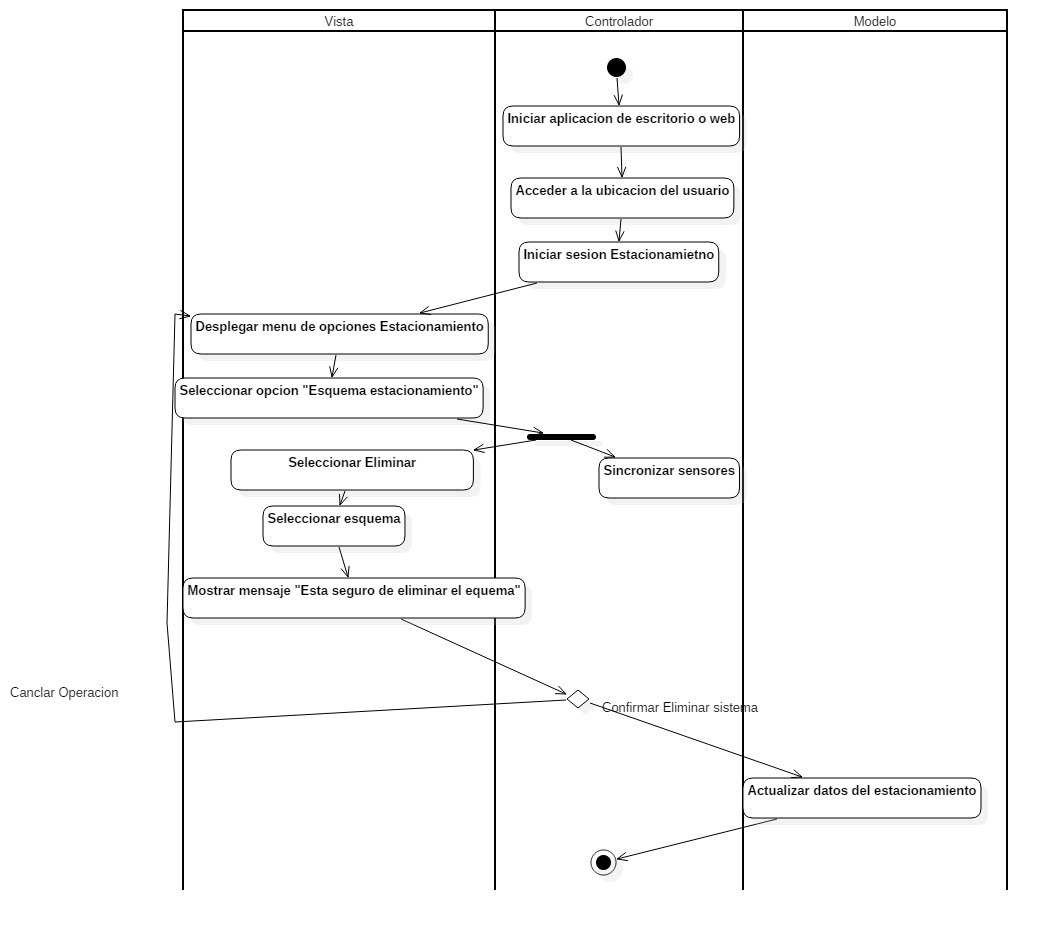 Vista
Controlador
Modelo
Iniciar aplicacion de escritorio o web
Acceder a la ubicacion del usuario
Iniciar sesion Estacionamietno
Desplegar menu de opciones Estacionamiento
Seleccionar opcion "Esquema estacionamiento"
Seleccionar Eliminar
Sincronizar sensores
Seleccionar esquema
Mostrar mensaje "Esta seguro de eliminar el equema"
Canclar Operacion
Confirmar Eliminar sistema
Actualizar datos del estacionamiento